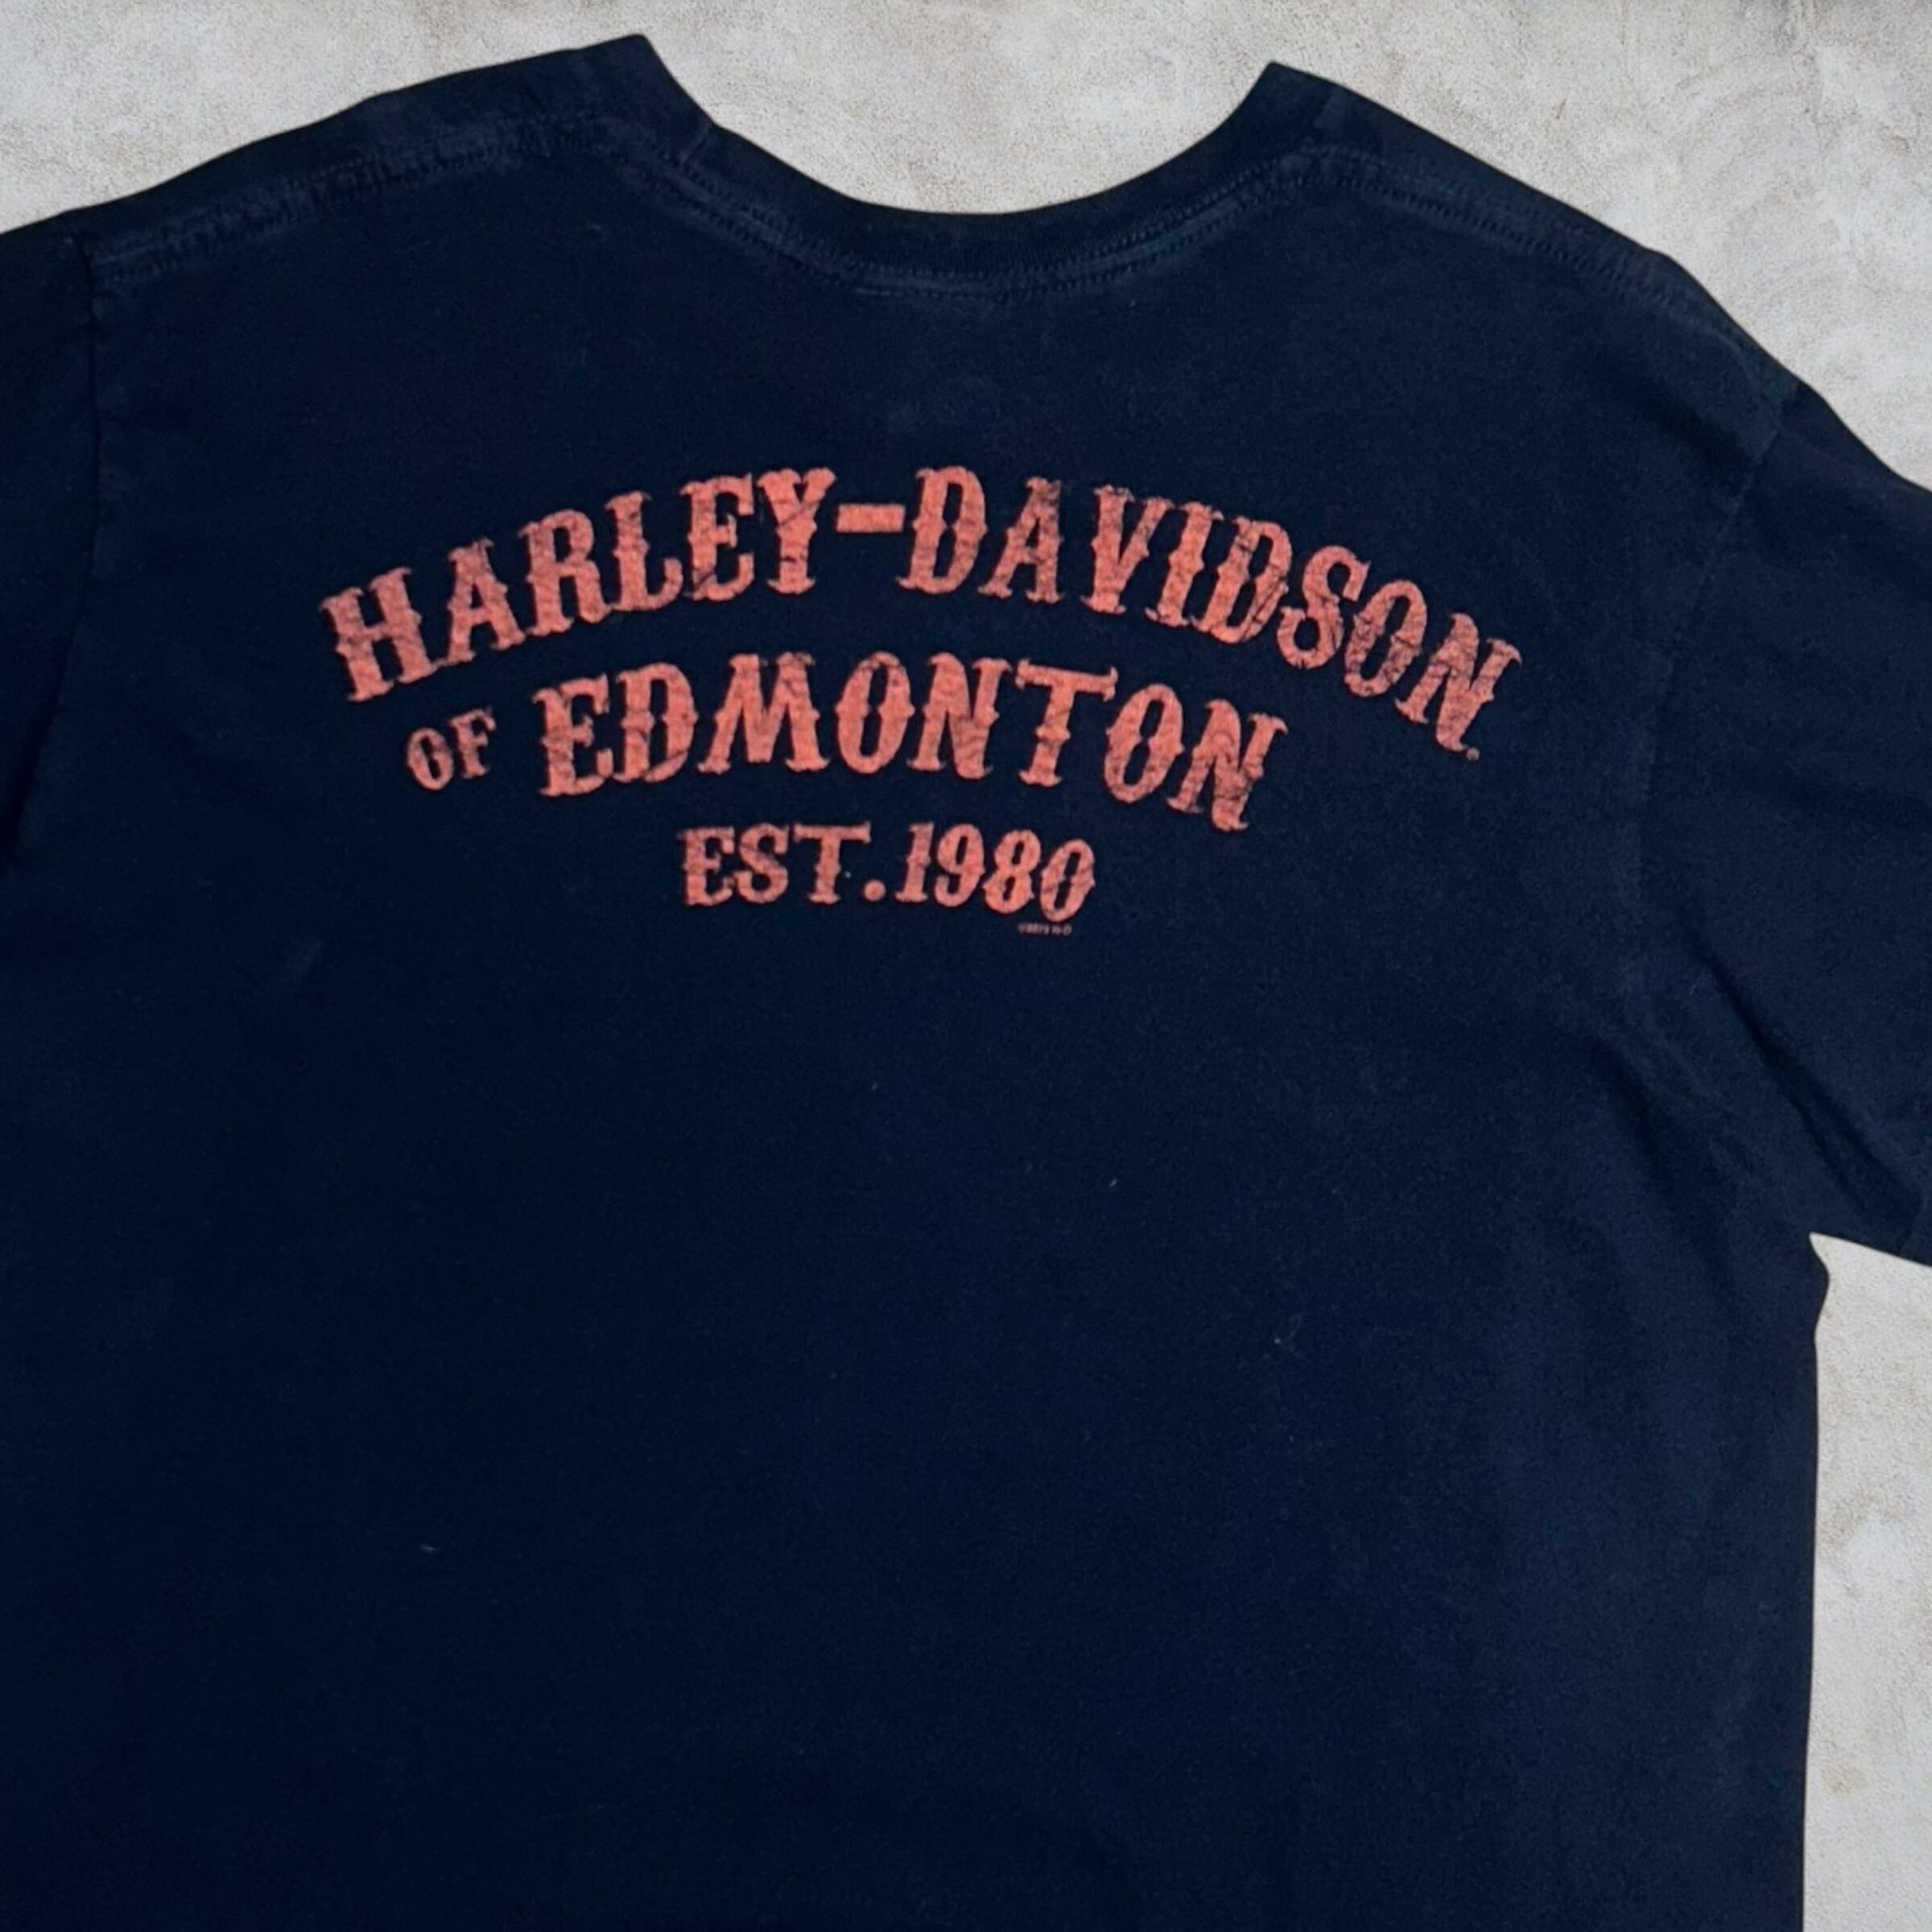 HARLEY-DAVIDSON
OF EDMONTON
EST. 1980